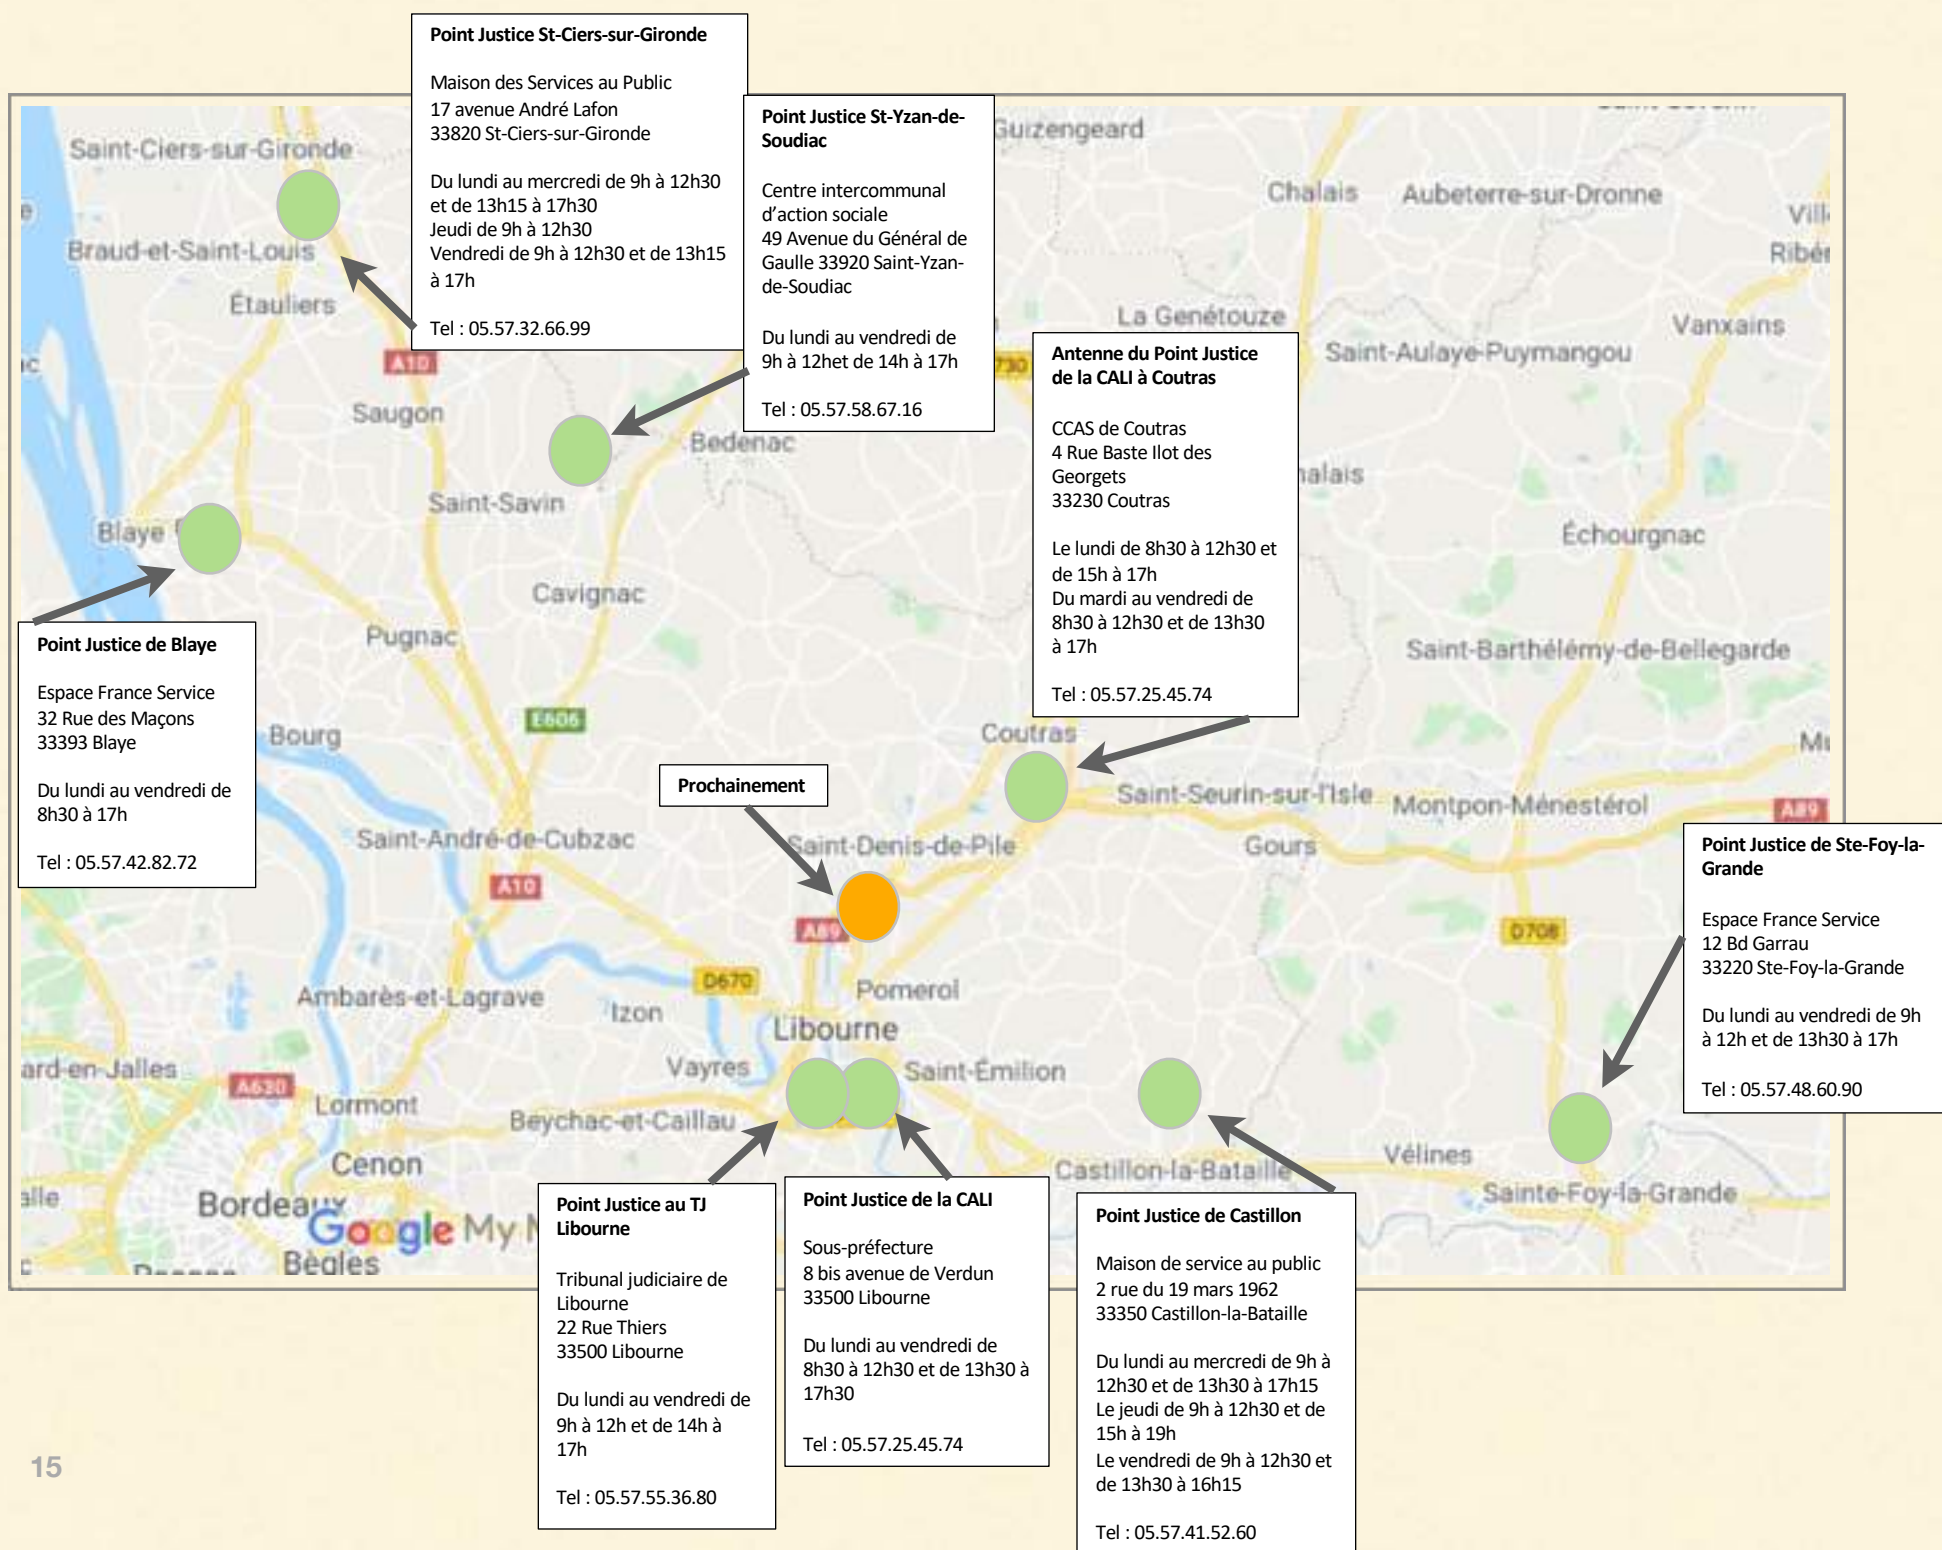 Point Justice St-Ciers-sur-Gironde
Maison des Services au Public
17 avenue André Lafon
33820 St-Ciers-sur-Gironde
Du lundi au mercredi de 9h à 12h30
et de 13h15 à 17h30
Jeudi de 9h à 12h30
Vendredi de 9h à 12h30 et de 13h15
à 17h
Tel : 05.57.32.66.99
Point Justice St-Yzan-de-
Soudiac
Centre intercommunal
d’action sociale
49 Avenue du Général de
Gaulle 33920 Saint-Yzan-
de-Soudiac
Du lundi au vendredi de
9h à 12het de 14h à 17h
Tel : 05.57.58.67.16
Antenne du Point Justice
de la CALI à Coutras
CCAS de Coutras
4 Rue Baste Ilot des
Georgets
33230 Coutras
Le lundi de 8h30 à 12h30 et
de 15h à 17h
Du mardi au vendredi de
8h30 à 12h30 et de 13h30
à 17h
Tel : 05.57.25.45.74
Point Justice de Blaye
Espace France Service
32 Rue des Maçons
33393 Blaye
Du lundi au vendredi de
8h30 à 17h
Tel : 05.57.42.82.72
Prochainement
Point Justice de Ste-Foy-la-
Grande
Espace France Service
12 Bd Garrau
33220 Ste-Foy-la-Grande
Du lundi au vendredi de 9h
à 12h et de 13h30 à 17h
Tel : 05.57.48.60.90
Point Justice au TJ
Libourne
Tribunal judiciaire de
Libourne
22 Rue Thiers
33500 Libourne
Du lundi au vendredi de
9h à 12h et de 14h à
17h
Tel : 05.57.55.36.80
Point Justice de la CALI
Sous-préfecture
8 bis avenue de Verdun
33500 Libourne
Du lundi au vendredi de
8h30 à 12h30 et de 13h30 à
17h30
Tel : 05.57.25.45.74
Point Justice de Castillon
Maison de service au public
2 rue du 19 mars 1962
33350 Castillon-la-Bataille
Du lundi au mercredi de 9h à
12h30 et de 13h30 à 17h15
Le jeudi de 9h à 12h30 et de
15h à 19h
Le vendredi de 9h à 12h30 et
de 13h30 à 16h15
Tel : 05.57.41.52.60
Saint-Ciers-sur-Gironde
Guizengeard
Chalais
Aubeterre-sur-Dronne
Braud-et-Saint-Louis
Étauliers
La Genétouze
Vanxains
Saint-Aulaye-Puymangou
A10
Saugon
Bedenac
Saint-Savin
Blaye
Échourgnac
Cavignac
Pugnac
Saint-Barthélémy-de-Bellegarde
E606
Bourg
Coutras
Saint-Seurin-sur-l'Isle
Montpon-Ménestérol
A89
Saint-André-de-Cubzac
Saint-Denis-de-Pile
Gours
A10
A89
D708
D670
Ambarès-et-Lagrave
Izon
Pomerol
Libourne
Vayres
Saint-Émilion
A630
Lormont
Beychac-et-Caillau
Cenon
Castillon-la-Bataille
Vélines
Sainte-Foy-la-Grande
Bordeaux
Google My
Bègles
15